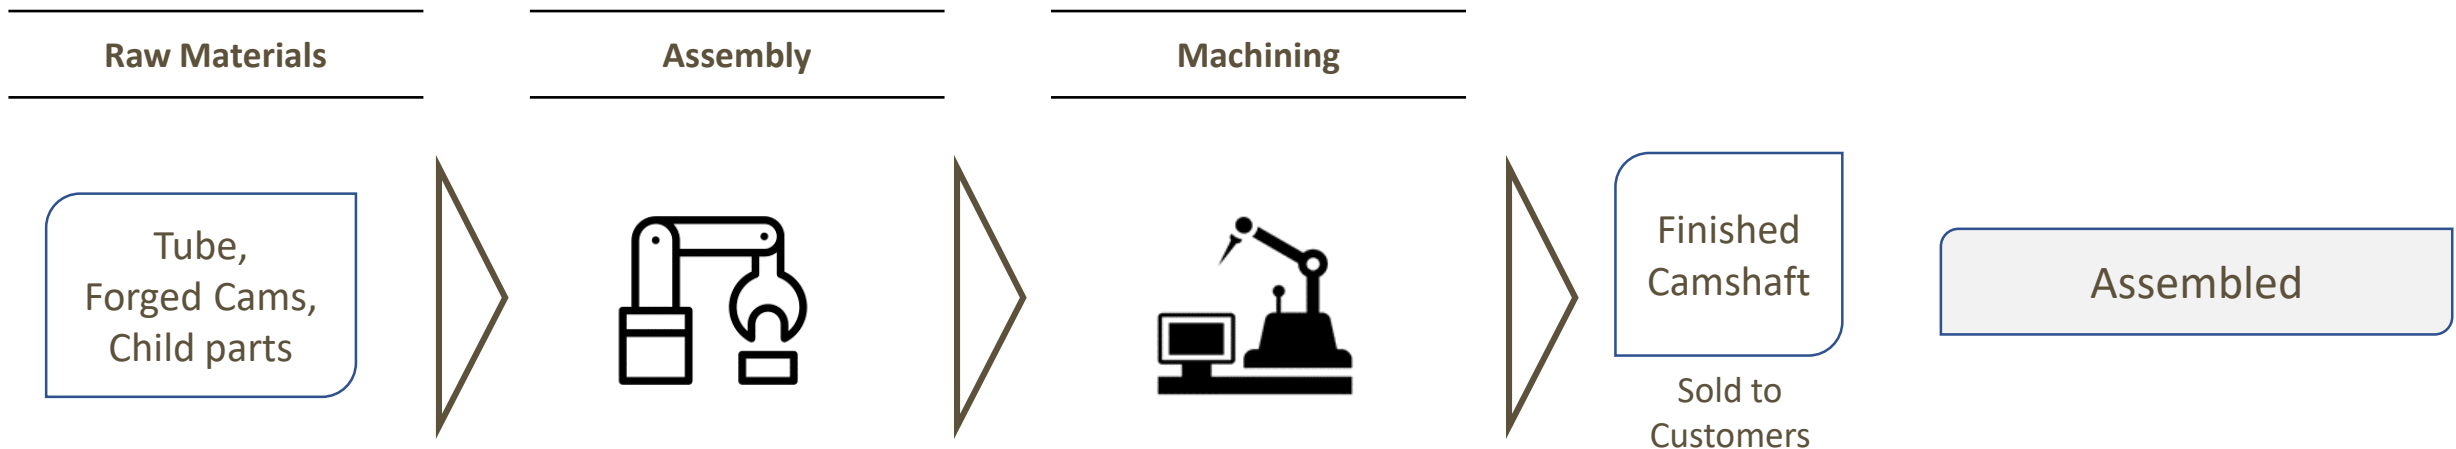 Raw Materials
Assembly
Machining
Tube,
Forged Cams,
Child parts
Finished
Camshaft
Sold to
Customers
Assembled